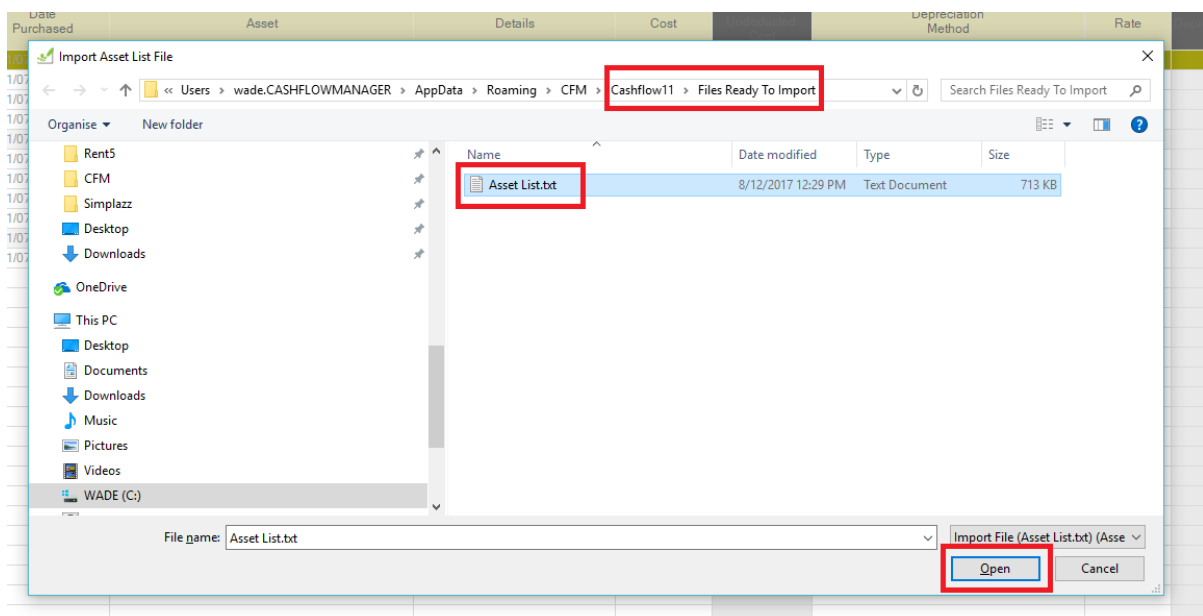 Date Purchased Asset Details Cost Depreciation Method Rate
Import Asset List File
« Users > wade.CASHFLOWMANAGER > AppData > Roaming > CFM > Cashflow11 > Files Ready To Import Search Files Ready To Import
Organise New folder
Rent5 Name Date modified Type Size
CFM Asset List.txt 8/12/2017 12:29 PM Text Document 713 KB
Simplazz
Desktop
Downloads
OneDrive
This PC
Desktop
Documents
Downloads
Music
Pictures
Videos
WADE (C:)
File name: Asset List.txt Import File (Asset List.txt) (Asse
Open Cancel